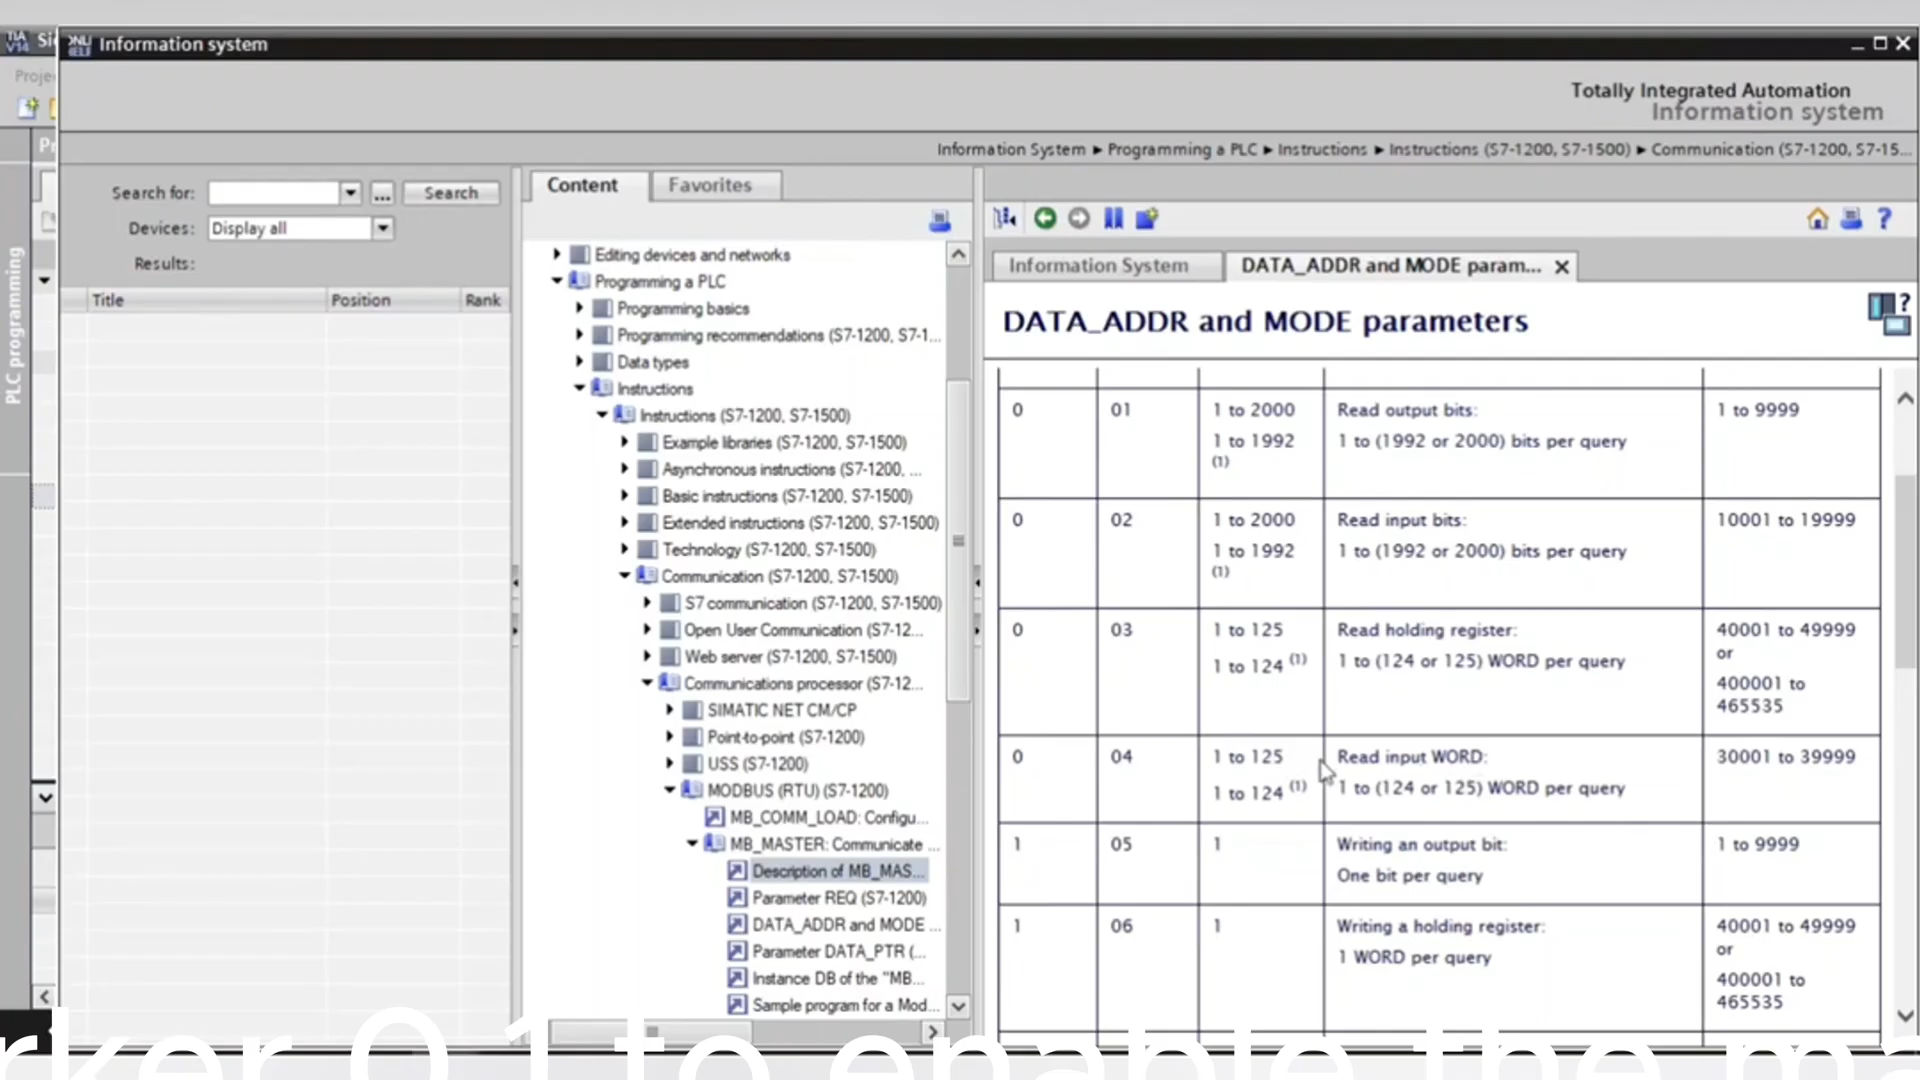 TIA
V14
Information system
Proje
Totally Integrated Automation
Information system
Information System ▸ Programming a PLC ▸ Instructions ▸ Instructions (S7-1200, S7-1500) ▸ Communication (S7-1200, S7-15...
PLC programming
Search for:
... Search
Devices: Display all
Results:
Title Position Rank
Content Favorites
Editing devices and networks
Programming a PLC
Programming basics
Programming recommendations (S7-1200, S7-1...
Data types
Instructions
Instructions (S7-1200, S7-1500)
Example libraries (S7-1200, S7-1500)
Asynchronous instructions (S7-1200, ...
Basic instructions (S7-1200, S7-1500)
Extended instructions (S7-1200, S7-1500)
Technology (S7-1200, S7-1500)
Communication (S7-1200, S7-1500)
S7 communication (S7-1200, S7-1500)
Open User Communication (S7-12...
Web server (S7-1200, S7-1500)
Communications processor (S7-12...
SIMATIC NET CM/CP
Point-to-point (S7-1200)
USS (S7-1200)
MODBUS (RTU) (S7-1200)
MB_COMM_LOAD: Configu...
MB_MASTER: Communicate ...
Description of MB_MAS...
Parameter REQ (S7-1200)
DATA_ADDR and MODE ...
Parameter DATA_PTR (...
Instance DB of the "MB...
Sample program for a Mod...
Information System DATA_ADDR and MODE param...
DATA_ADDR and MODE parameters
0 01 1 to 2000 Read output bits: 1 to 9999
1 to 1992 1 to (1992 or 2000) bits per query
(1)
0 02 1 to 2000 Read input bits: 10001 to 19999
1 to 1992 1 to (1992 or 2000) bits per query
(1)
0 03 1 to 125 Read holding register: 40001 to 49999
1 to 124 (1) 1 to (124 or 125) WORD per query or
400001 to
465535
0 04 1 to 125 Read input WORD: 30001 to 39999
1 to 124 (1) 1 to (124 or 125) WORD per query
1 05 1 Writing an output bit: 1 to 9999
One bit per query
1 06 1 Writing a holding register: 40001 to 49999
1 WORD per query or
400001 to
465535
rker 0.1 to enable the ma